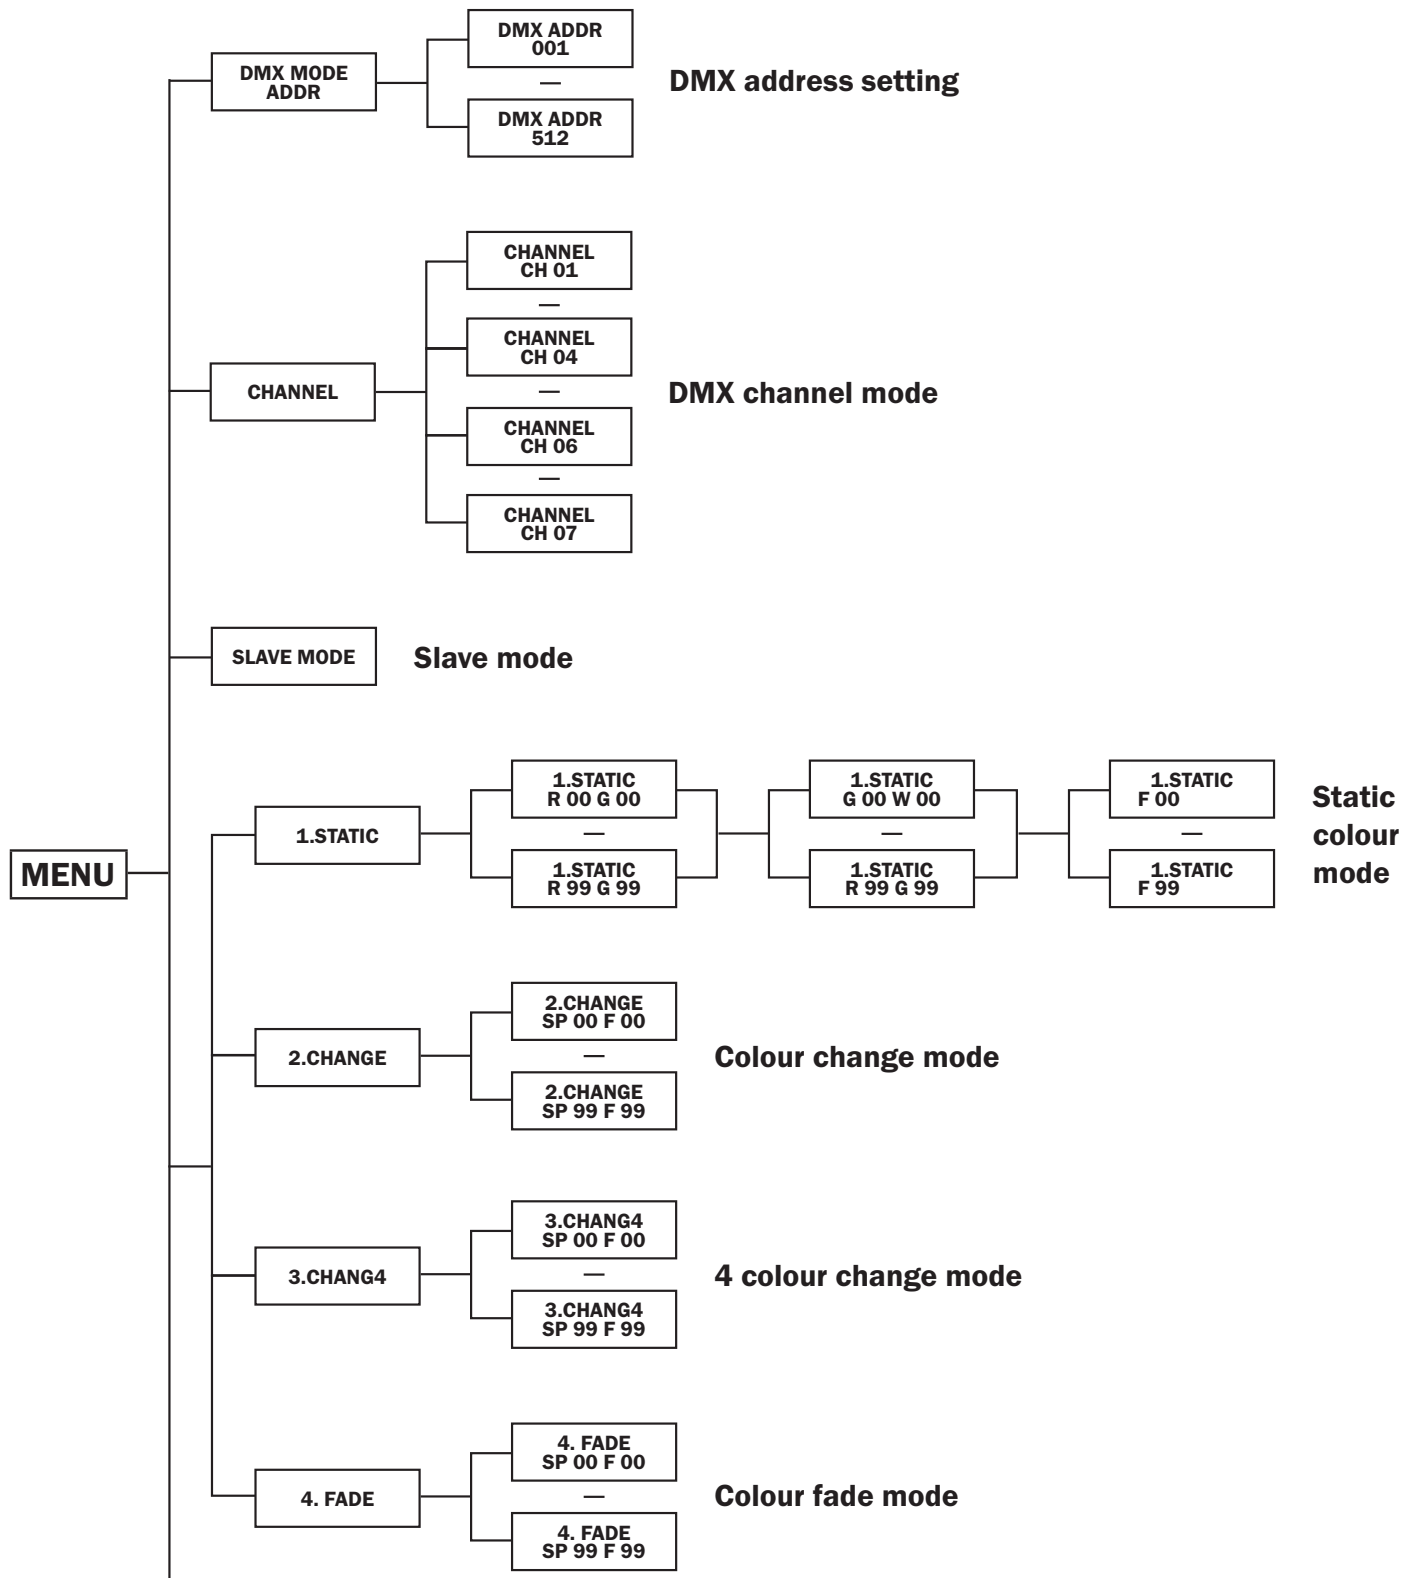 DMX ADDR
001
—
DMX ADDR
512
DMX MODE
ADDR
DMX address setting
CHANNEL
CH 01
—
CHANNEL
CH 04
—
CHANNEL
CH 06
—
CHANNEL
CH 07
CHANNEL
DMX channel mode
SLAVE MODE
Slave mode
MENU
1.STATIC
1.STATIC
R 00 G 00
—
1.STATIC
R 99 G 99
1.STATIC
G 00 W 00
—
1.STATIC
R 99 G 99
1.STATIC
F 00
—
1.STATIC
F 99
Static
colour
mode
2.CHANGE
2.CHANGE
SP 00 F 00
—
2.CHANGE
SP 99 F 99
Colour change mode
3.CHANG4
3.CHANG4
SP 00 F 00
—
3.CHANG4
SP 99 F 99
4 colour change mode
4. FADE
4. FADE
SP 00 F 00
—
4. FADE
SP 99 F 99
Colour fade mode